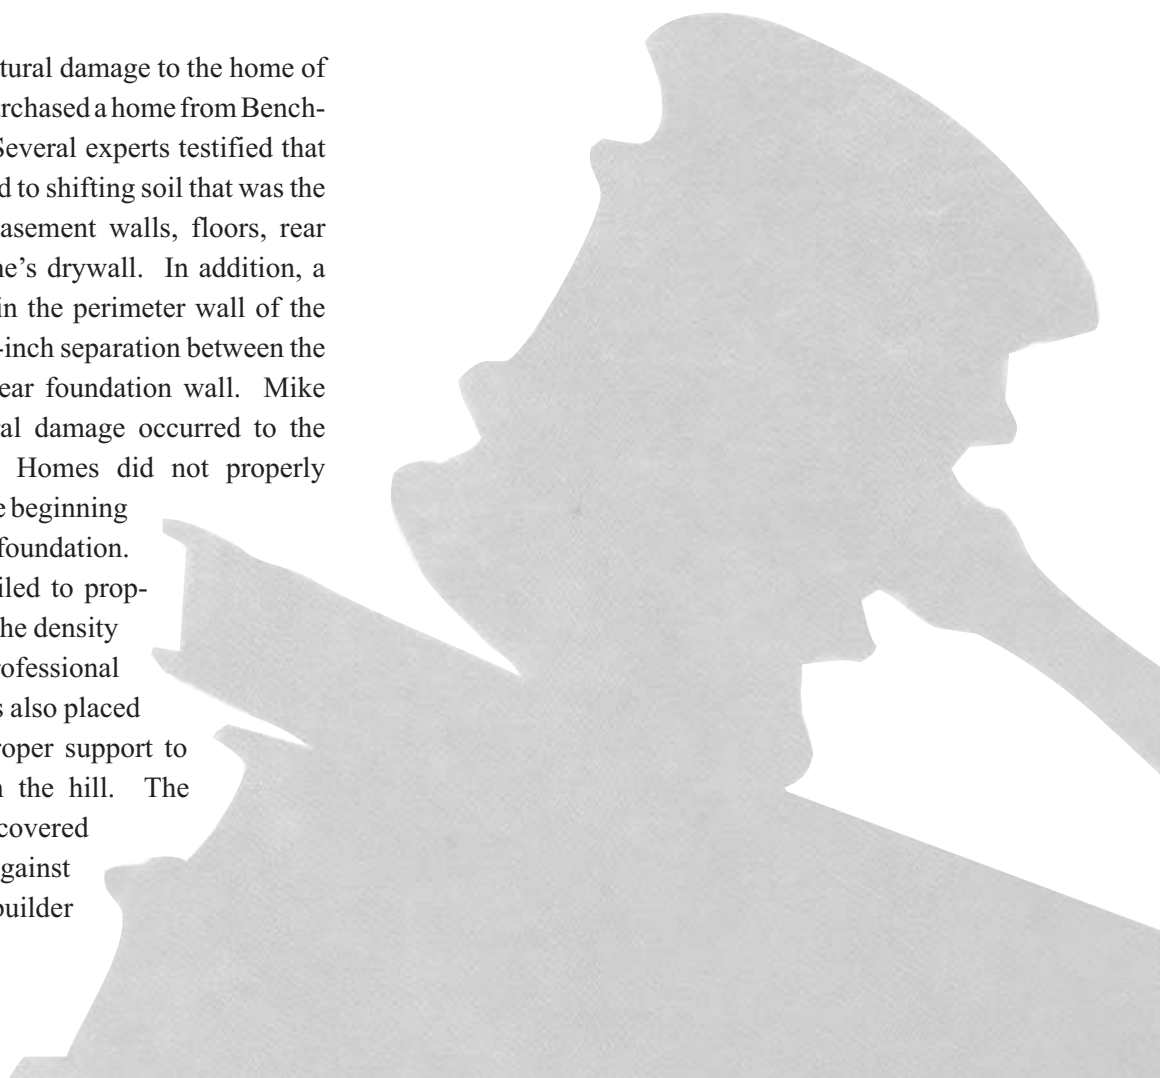 tural damage to the home of
rchased a home from Bench-
Several experts testified that
d to shifting soil that was the
asement walls, floors, rear
ne’s drywall. In addition, a
in the perimeter wall of the
-inch separation between the
ear foundation wall. Mike
ral damage occurred to the
Homes did not properly
e beginning
foundation.
iled to prop-
he density
rofessional
s also placed
roper support to
n the hill. The
covered
gainst
builder